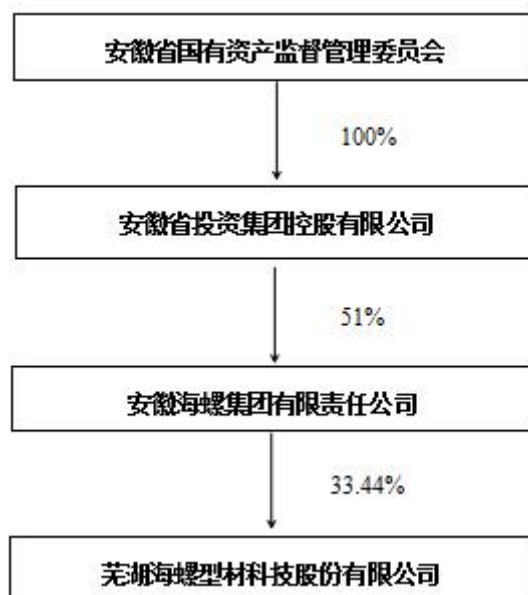 安徽省国有资产监督管理委员会
100%
安徽省投资集团控股有限公司
51%
安徽海螺集团有限责任公司
33.44%
芜湖海螺型材科技股份有限公司